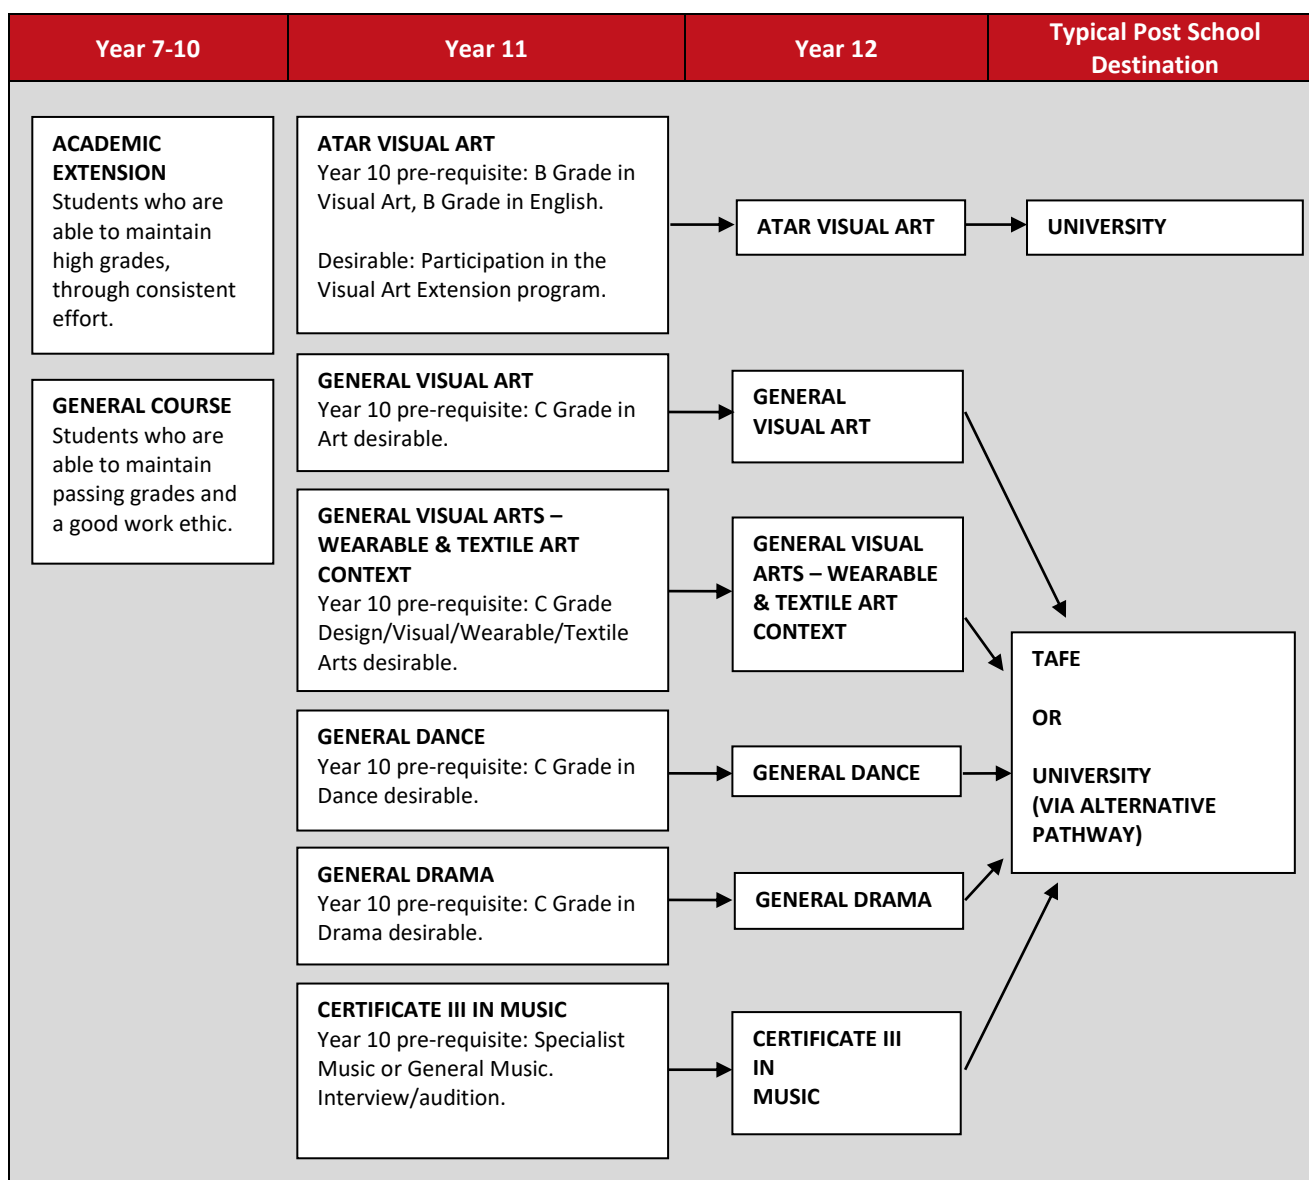 Year 7-10
Year 11
Year 12
Typical Post School
Destination
ACADEMIC
EXTENSION
Students who are
able to maintain
high grades,
through consistent
effort.
GENERAL COURSE
Students who are
able to maintain
passing grades and
a good work ethic.
ATAR VISUAL ART
Year 10 pre-requisite: B Grade in
Visual Art, B Grade in English.
Desirable: Participation in the
Visual Art Extension program.
GENERAL VISUAL ART
Year 10 pre-requisite: C Grade in
Art desirable.
GENERAL VISUAL ARTS –
WEARABLE & TEXTILE ART
CONTEXT
Year 10 pre-requisite: C Grade
Design/Visual/Wearable/Textile
Arts desirable.
GENERAL DANCE
Year 10 pre-requisite: C Grade in
Dance desirable.
GENERAL DRAMA
Year 10 pre-requisite: C Grade in
Drama desirable.
CERTIFICATE III IN MUSIC
Year 10 pre-requisite: Specialist
Music or General Music.
Interview/audition.
ATAR VISUAL ART
GENERAL
VISUAL ART
GENERAL VISUAL
ARTS – WEARABLE
& TEXTILE ART
CONTEXT
GENERAL DANCE
GENERAL DRAMA
CERTIFICATE III
IN
MUSIC
UNIVERSITY
TAFE
OR
UNIVERSITY
(VIA ALTERNATIVE
PATHWAY)